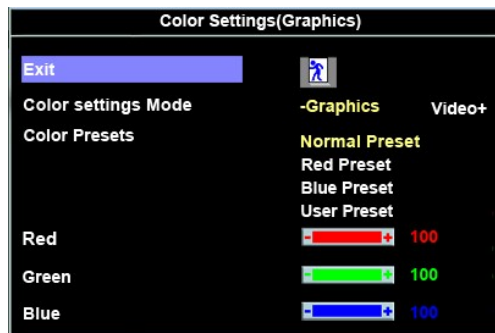 Color Settings(Graphics)
Exit
Color settings Mode -Graphics Video+
Color Presets Normal Preset
Red Preset
Blue Preset
User Preset
Red - + 100
Green - + 100
Blue - + 100